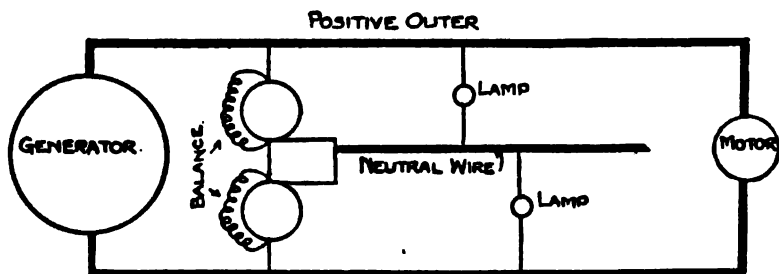 POSITIVE OUTER
LAMP
GENERATOR.
BALANCE.
NEUTRAL WIRE
MOTOR
LAMP